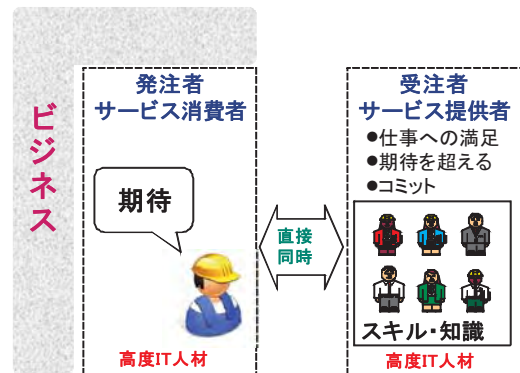 ビジネス
発注者
サービス消費者
期待
高度IT人材
直接
同時
受注者
サービス提供者
●仕事への満足
●期待を超える
●コミット
スキル・知識
高度IT人材